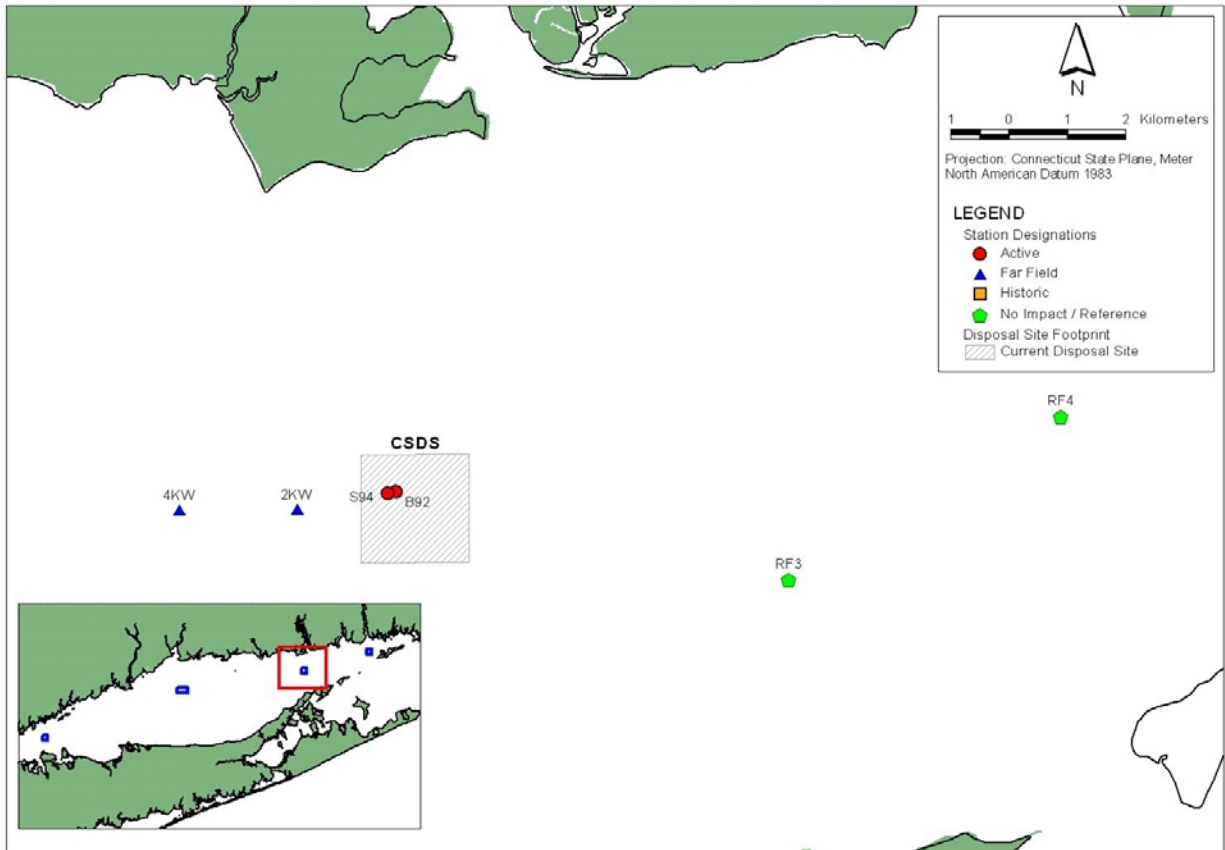 N
1 0 1 2 Kilometers
Projection: Connecticut State Plane, Meter
North American Datum 1983
LEGEND
Station Designations
Active
Far Field
Historic
No Impact / Reference
Disposal Site Footprint
Current Disposal Site
RF4
CSDS
4KW
2KW
S94
B92
RF3